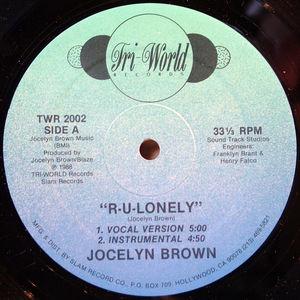 Tri World
RECORDS
TWR 2002
SIDE A
Jocelyn Brown Music
(BMI)
Produced by
Jocelyn Brown/Blaze
℗ 1986
TRI-WORLD Records
Slam Records
33⅓ RPM
Sound Track Studios
Engineers:
Franklyn Brant &
Henry Falco
"R-U-LONELY"
(Jocelyn Brown)
1. VOCAL VERSION 5:00
2. INSTRUMENTAL 4:50
JOCELYN BROWN
MFG. & DIST. BY SLAM RECORD CO., P.O. BOX 709, HOLLYWOOD, CA 90078 (213)